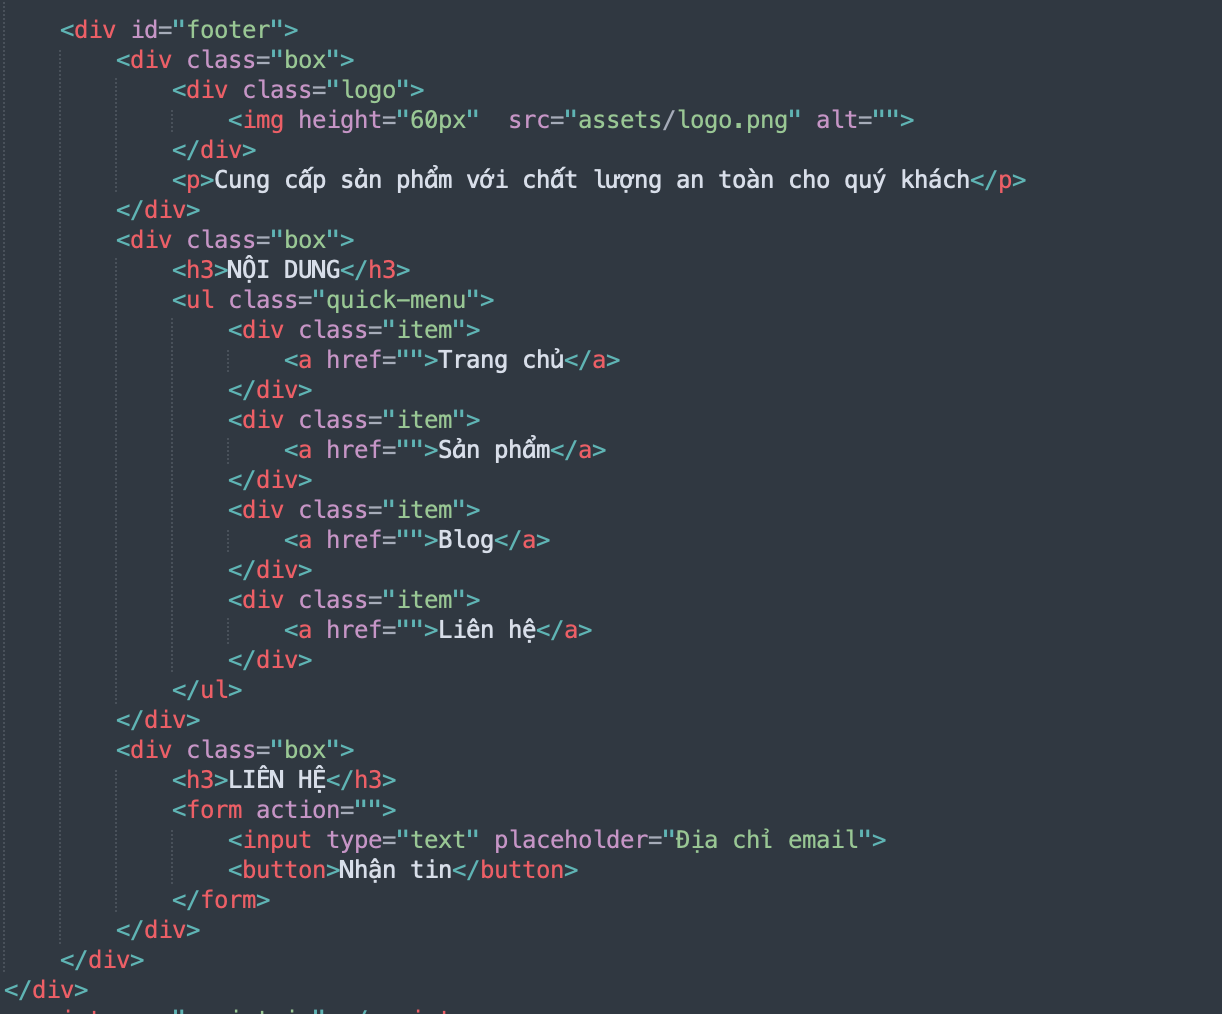 <div id="footer">
<div class="box">
<div class="logo">
<img height="60px"  src="assets/logo.png" alt="">
</div>
<p>Cung cấp sản phẩm với chất lượng an toàn cho quý khách</p>
</div>
<div class="box">
<h3>NỘI DUNG</h3>
<ul class="quick-menu">
<div class="item">
<a href="">Trang chủ</a>
</div>
<div class="item">
<a href="">Sản phẩm</a>
</div>
<div class="item">
<a href="">Blog</a>
</div>
<div class="item">
<a href="">Liên hệ</a>
</div>
</ul>
</div>
<div class="box">
<h3>LIÊN HỆ</h3>
<form action="">
<input type="text" placeholder="Địa chỉ email">
<button>Nhận tin</button>
</form>
</div>
</div>
</div>